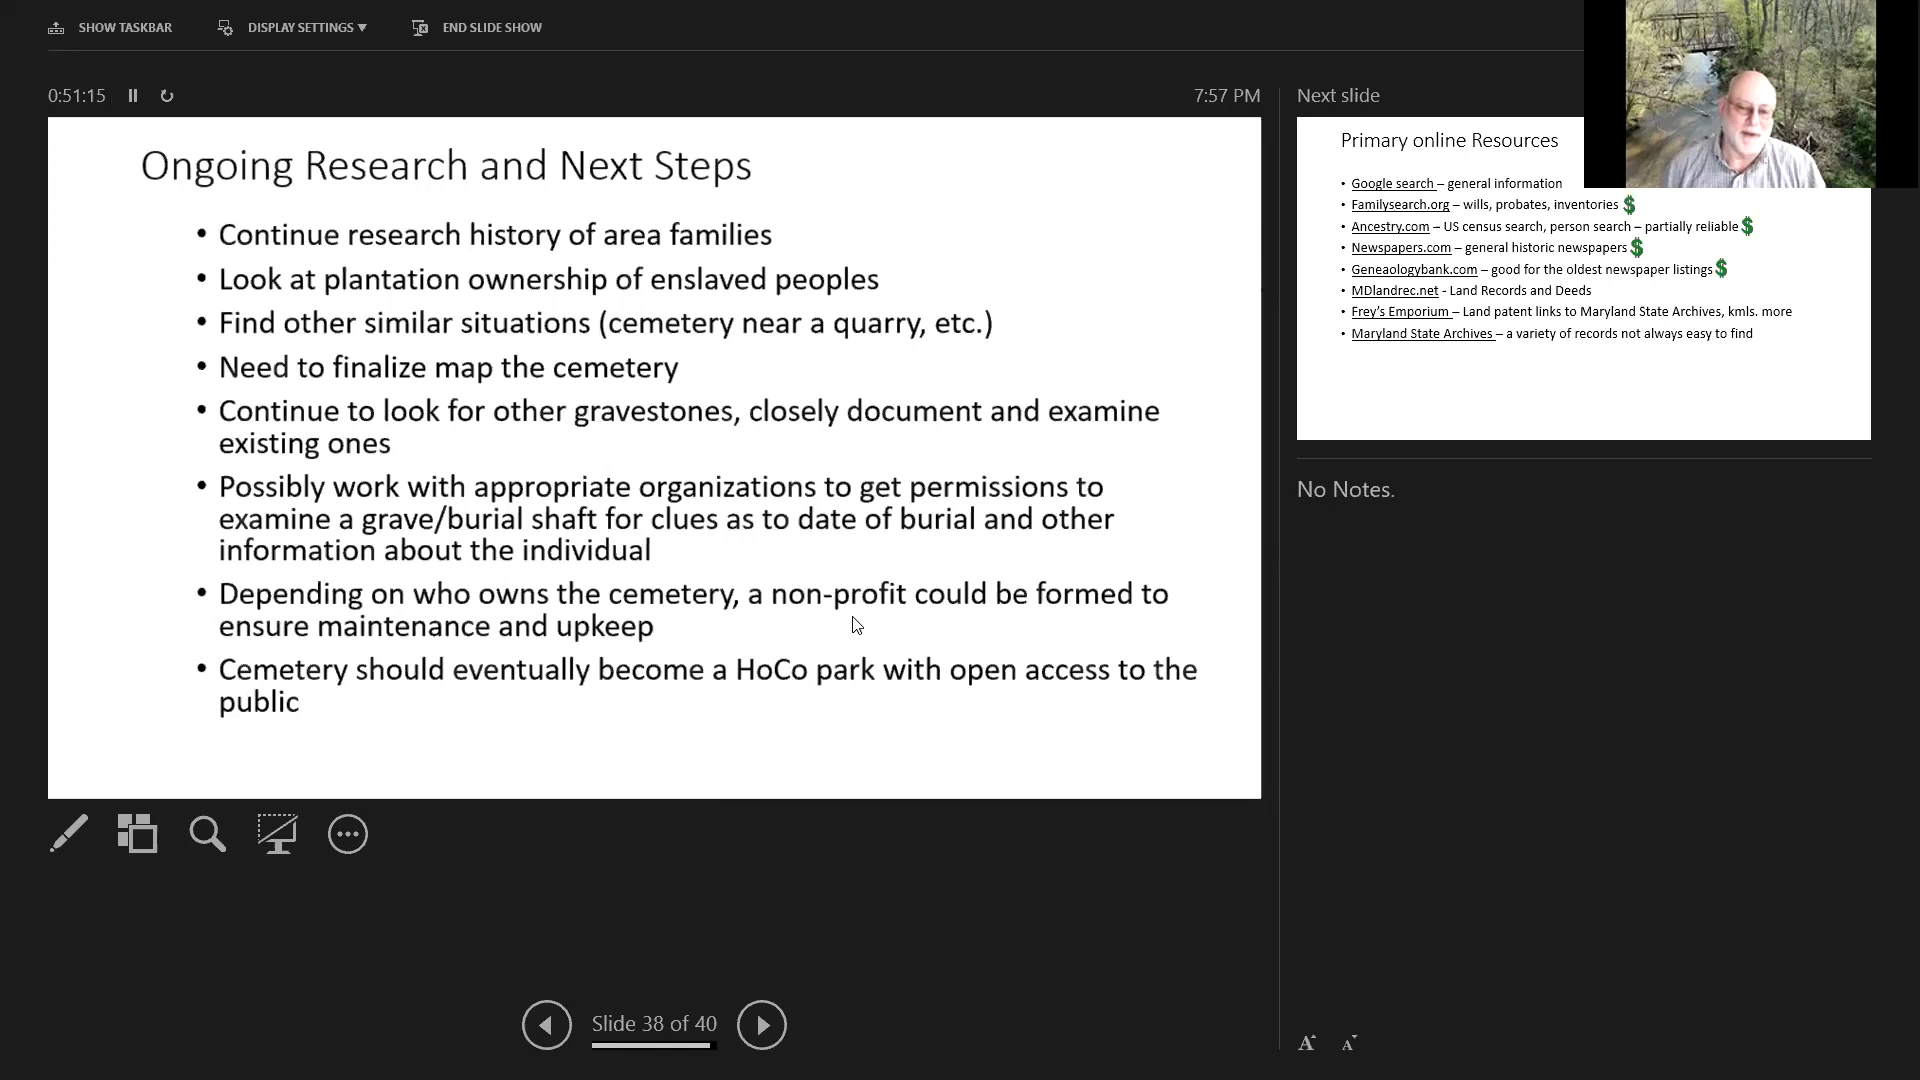 SHOW TASKBAR DISPLAY SETTINGS ▾ END SLIDE SHOW
0:51:15
7:57 PM
Ongoing Research and Next Steps
• Continue research history of area families
• Look at plantation ownership of enslaved peoples
• Find other similar situations (cemetery near a quarry, etc.)
• Need to finalize map the cemetery
• Continue to look for other gravestones, closely document and examine
existing ones
• Possibly work with appropriate organizations to get permissions to
examine a grave/burial shaft for clues as to date of burial and other
information about the individual
• Depending on who owns the cemetery, a non-profit could be formed to
ensure maintenance and upkeep
• Cemetery should eventually become a HoCo park with open access to the
public
Slide 38 of 40
Next slide
Primary online Resources
• Google search – general information
• Familysearch.org – wills, probates, inventories $
• Ancestry.com – US census search, person search – partially reliable $
• Newspapers.com – general historic newspapers $
• Geneaologybank.com – good for the oldest newspaper listings $
• MDlandrec.net - Land Records and Deeds
• Frey's Emporium – Land patent links to Maryland State Archives, kmls. more
• Maryland State Archives – a variety of records not always easy to find
No Notes.
A A